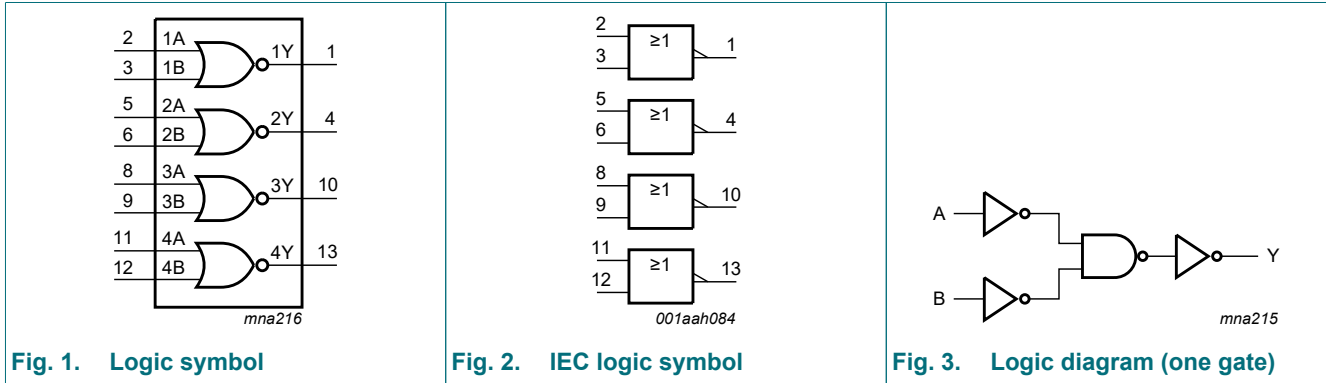 2 1A 1Y 1
3 1B
5 2A 2Y 4
6 2B
8 3A 3Y 10
9 3B
11 4A 4Y 13
12 4B
mna216
Fig. 1. Logic symbol
2 ≥1 1
3
5 ≥1 4
6
8 ≥1 10
9
11 ≥1 13
12
001aah084
Fig. 2. IEC logic symbol
A
Y
B
mna215
Fig. 3. Logic diagram (one gate)